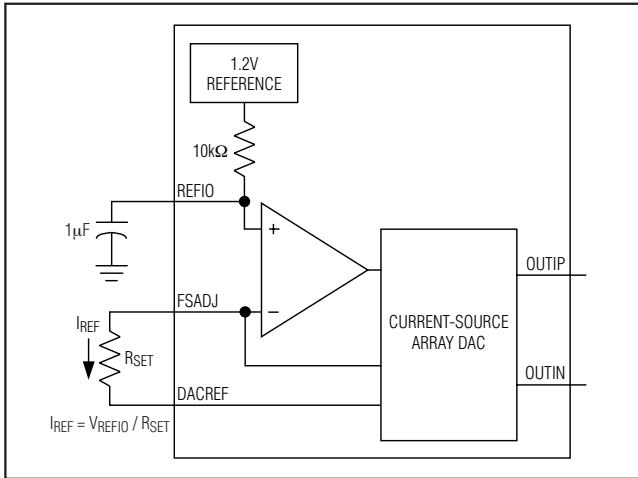 1.2V
REFERENCE
10kΩ
REFIO
1μF
+
FSADJ
−
IREF
RSET
DACREF
IREF = VREFIO / RSET
CURRENT-SOURCE
ARRAY DAC
OUTIP
OUTIN